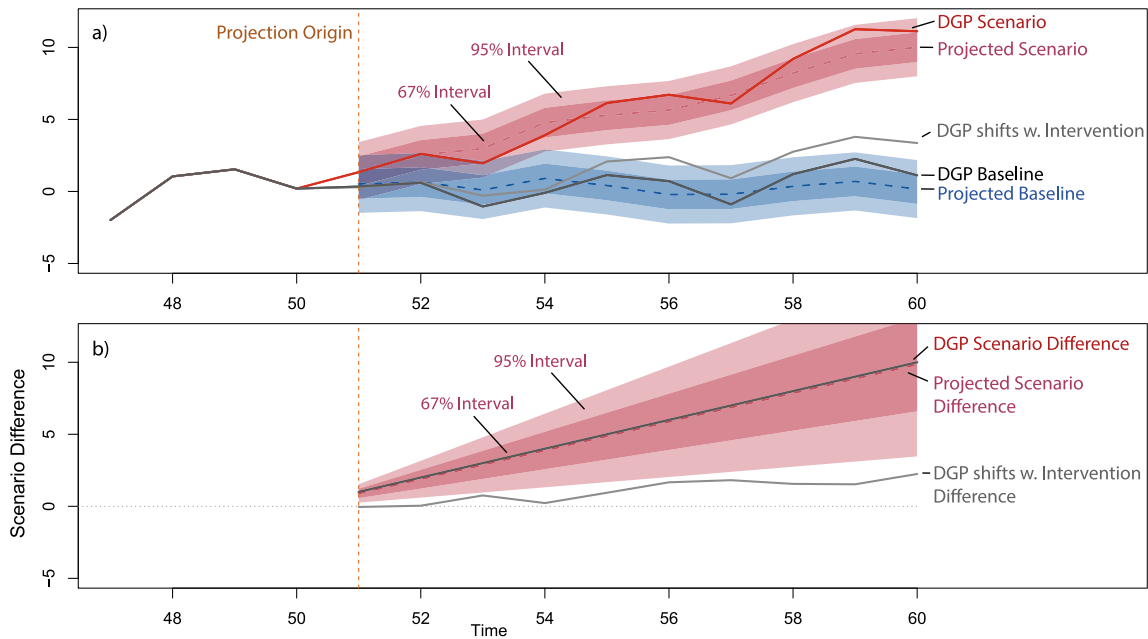 a)
Projection Origin
95% Interval
67% Interval
DGP Scenario
Projected Scenario
DGP shifts w. Intervention
DGP Baseline
Projected Baseline
10
5
0
−5
48
50
52
54
56
58
60
b)
95% Interval
67% Interval
DGP Scenario Difference
Projected Scenario
Difference
DGP shifts w. Intervention
Difference
Scenario Difference
10
5
0
−5
48
50
52
54
56
58
60
Time